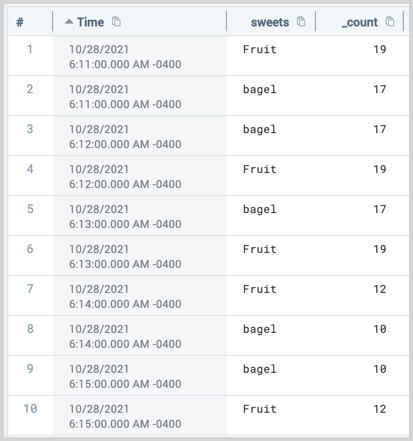 # Time sweets _count
1 10/28/2021 Fruit 19
6:11:00.000 AM -0400
2 10/28/2021 bagel 17
6:11:00.000 AM -0400
3 10/28/2021 bagel 17
6:12:00.000 AM -0400
4 10/28/2021 Fruit 19
6:12:00.000 AM -0400
5 10/28/2021 bagel 17
6:13:00.000 AM -0400
6 10/28/2021 Fruit 19
6:13:00.000 AM -0400
7 10/28/2021 Fruit 12
6:14:00.000 AM -0400
8 10/28/2021 bagel 10
6:14:00.000 AM -0400
9 10/28/2021 bagel 10
6:15:00.000 AM -0400
10 10/28/2021 Fruit 12
6:15:00.000 AM -0400